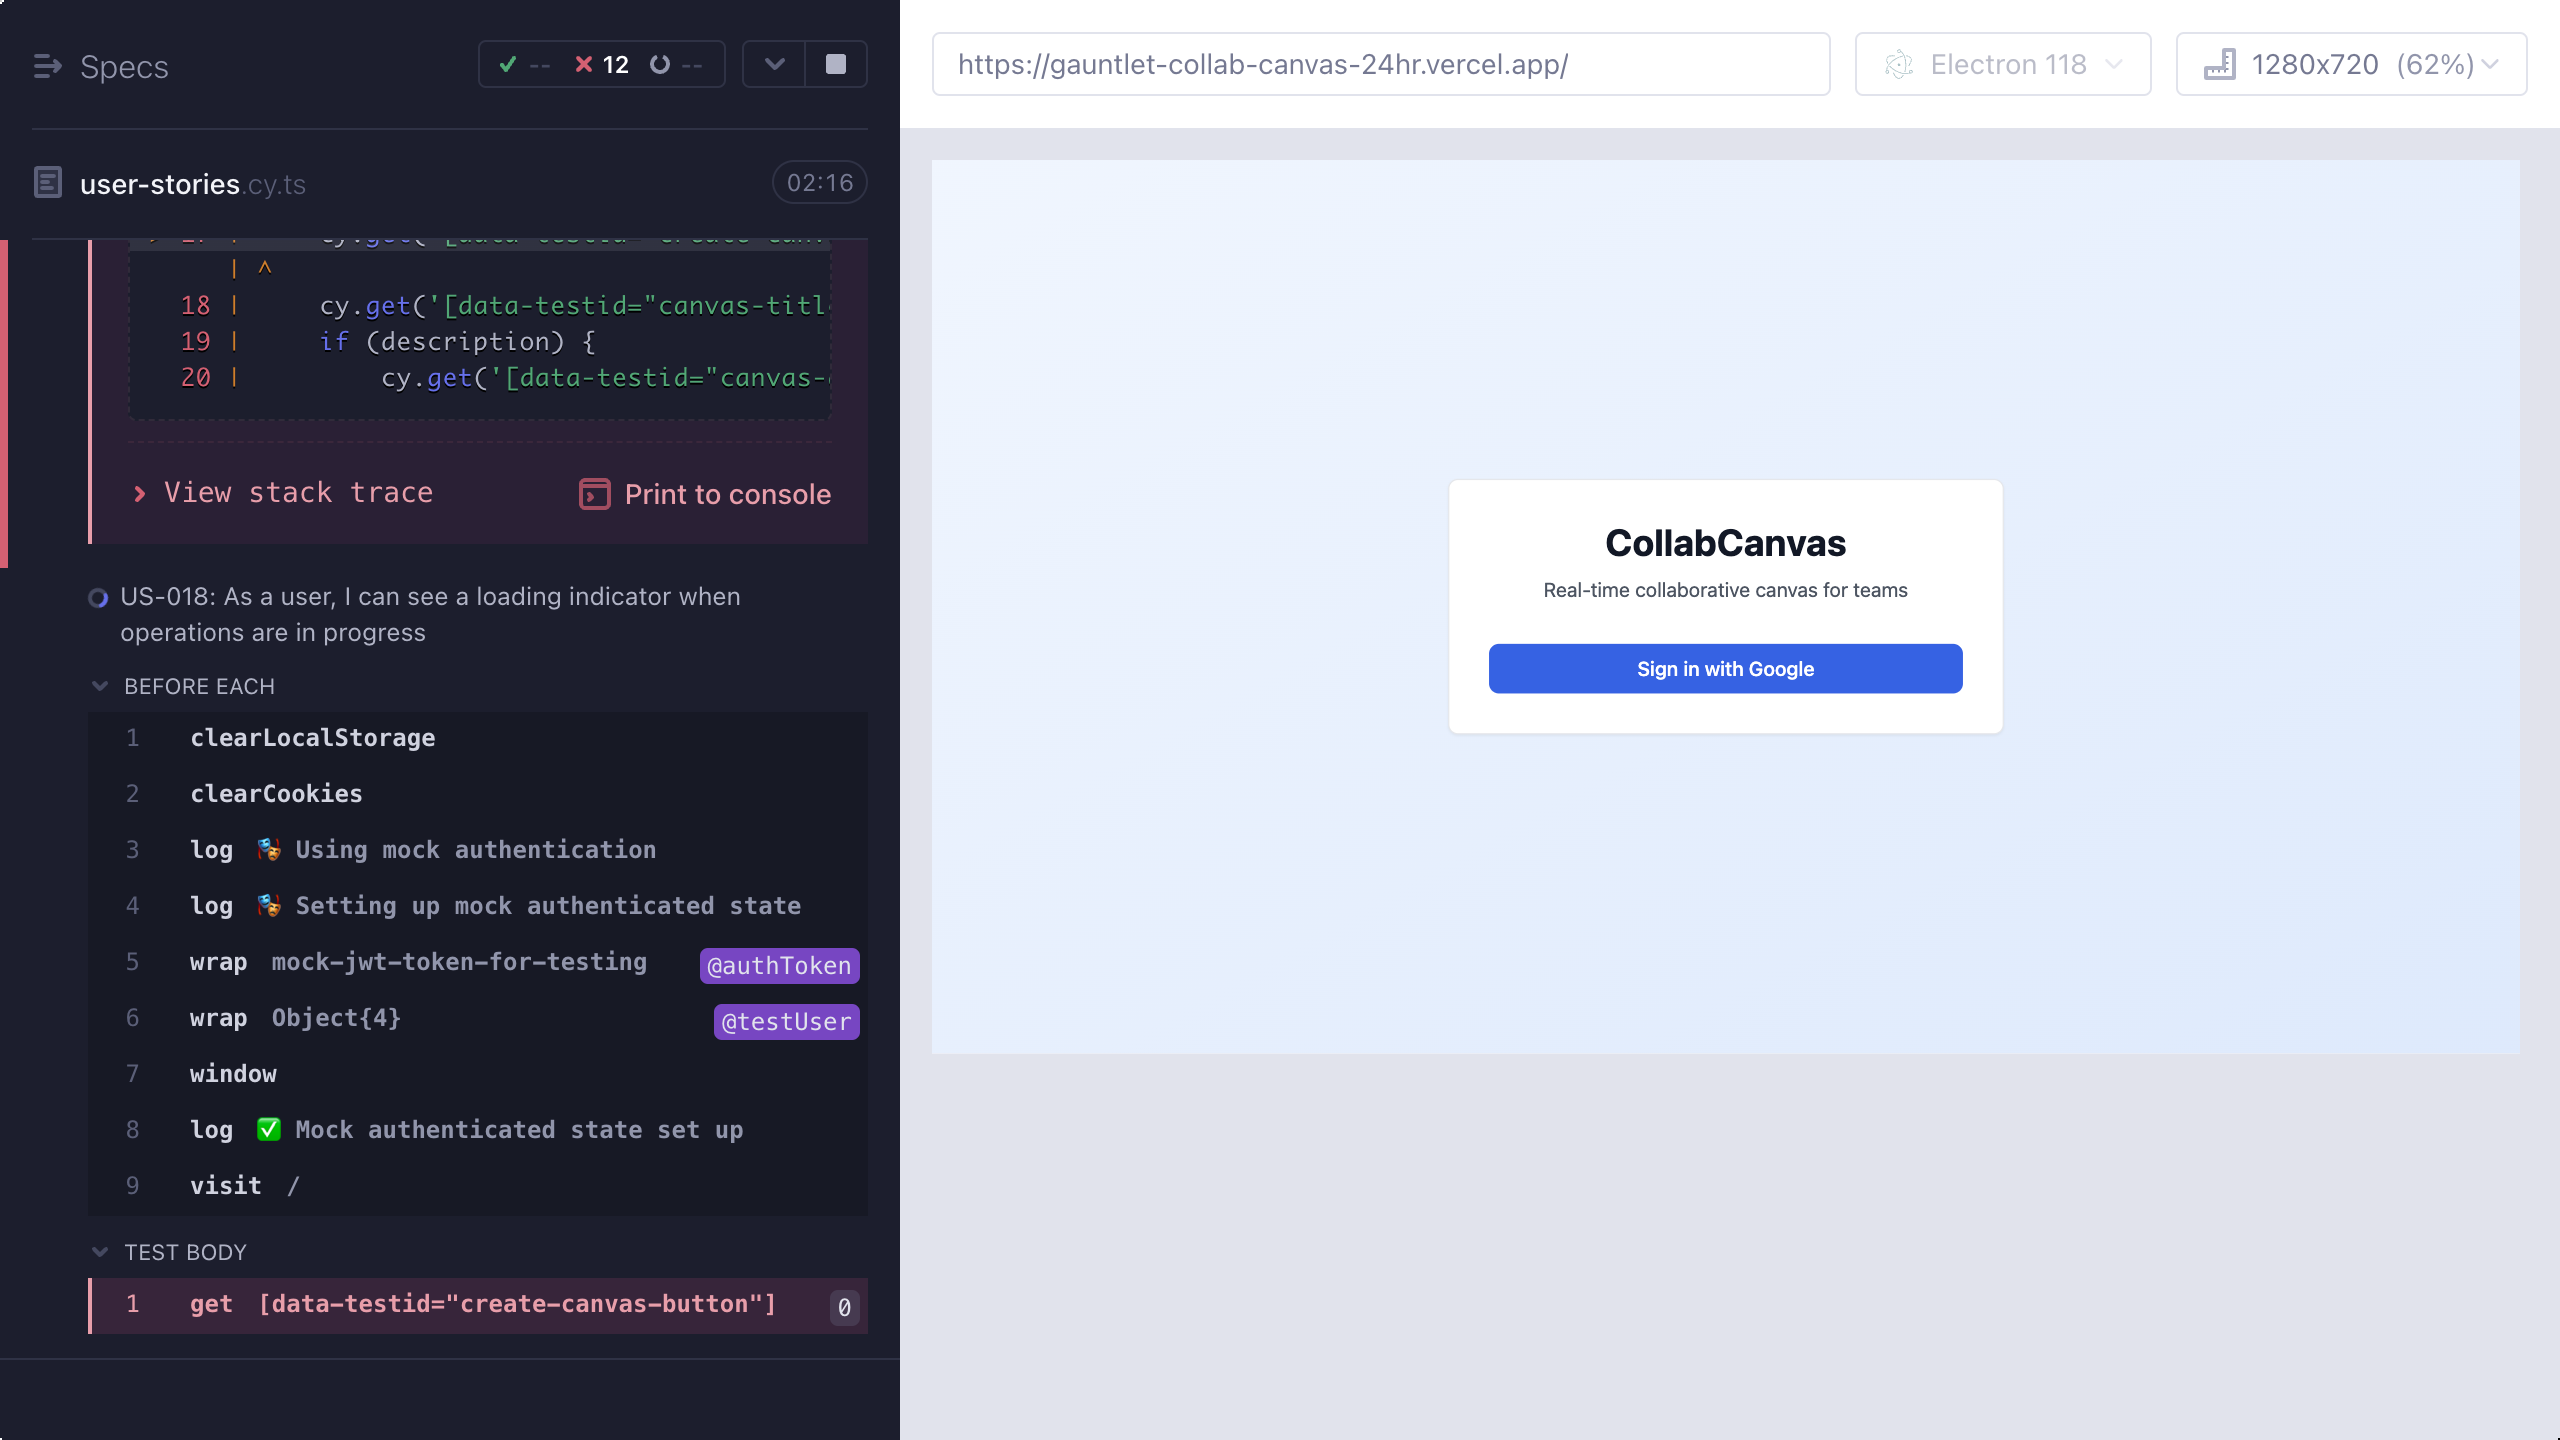 Specs
-- 12 --
user-stories.cy.ts
02:16
| ^
18 | cy.get('[data-testid="canvas-titl
19 | if (description) {
20 | cy.get('[data-testid="canvas-
View stack trace
Print to console
US-018: As a user, I can see a loading indicator when
operations are in progress
BEFORE EACH
1 clearLocalStorage
2 clearCookies
3 log 🎭 Using mock authentication
4 log 🎭 Setting up mock authenticated state
5 wrap mock-jwt-token-for-testing @authToken
6 wrap Object{4} @testUser
7 window
8 log ✅ Mock authenticated state set up
9 visit /
TEST BODY
1 get [data-testid="create-canvas-button"] 0
https://gauntlet-collab-canvas-24hr.vercel.app/
Electron 118
1280x720 (62%)
CollabCanvas
Real-time collaborative canvas for teams
Sign in with Google